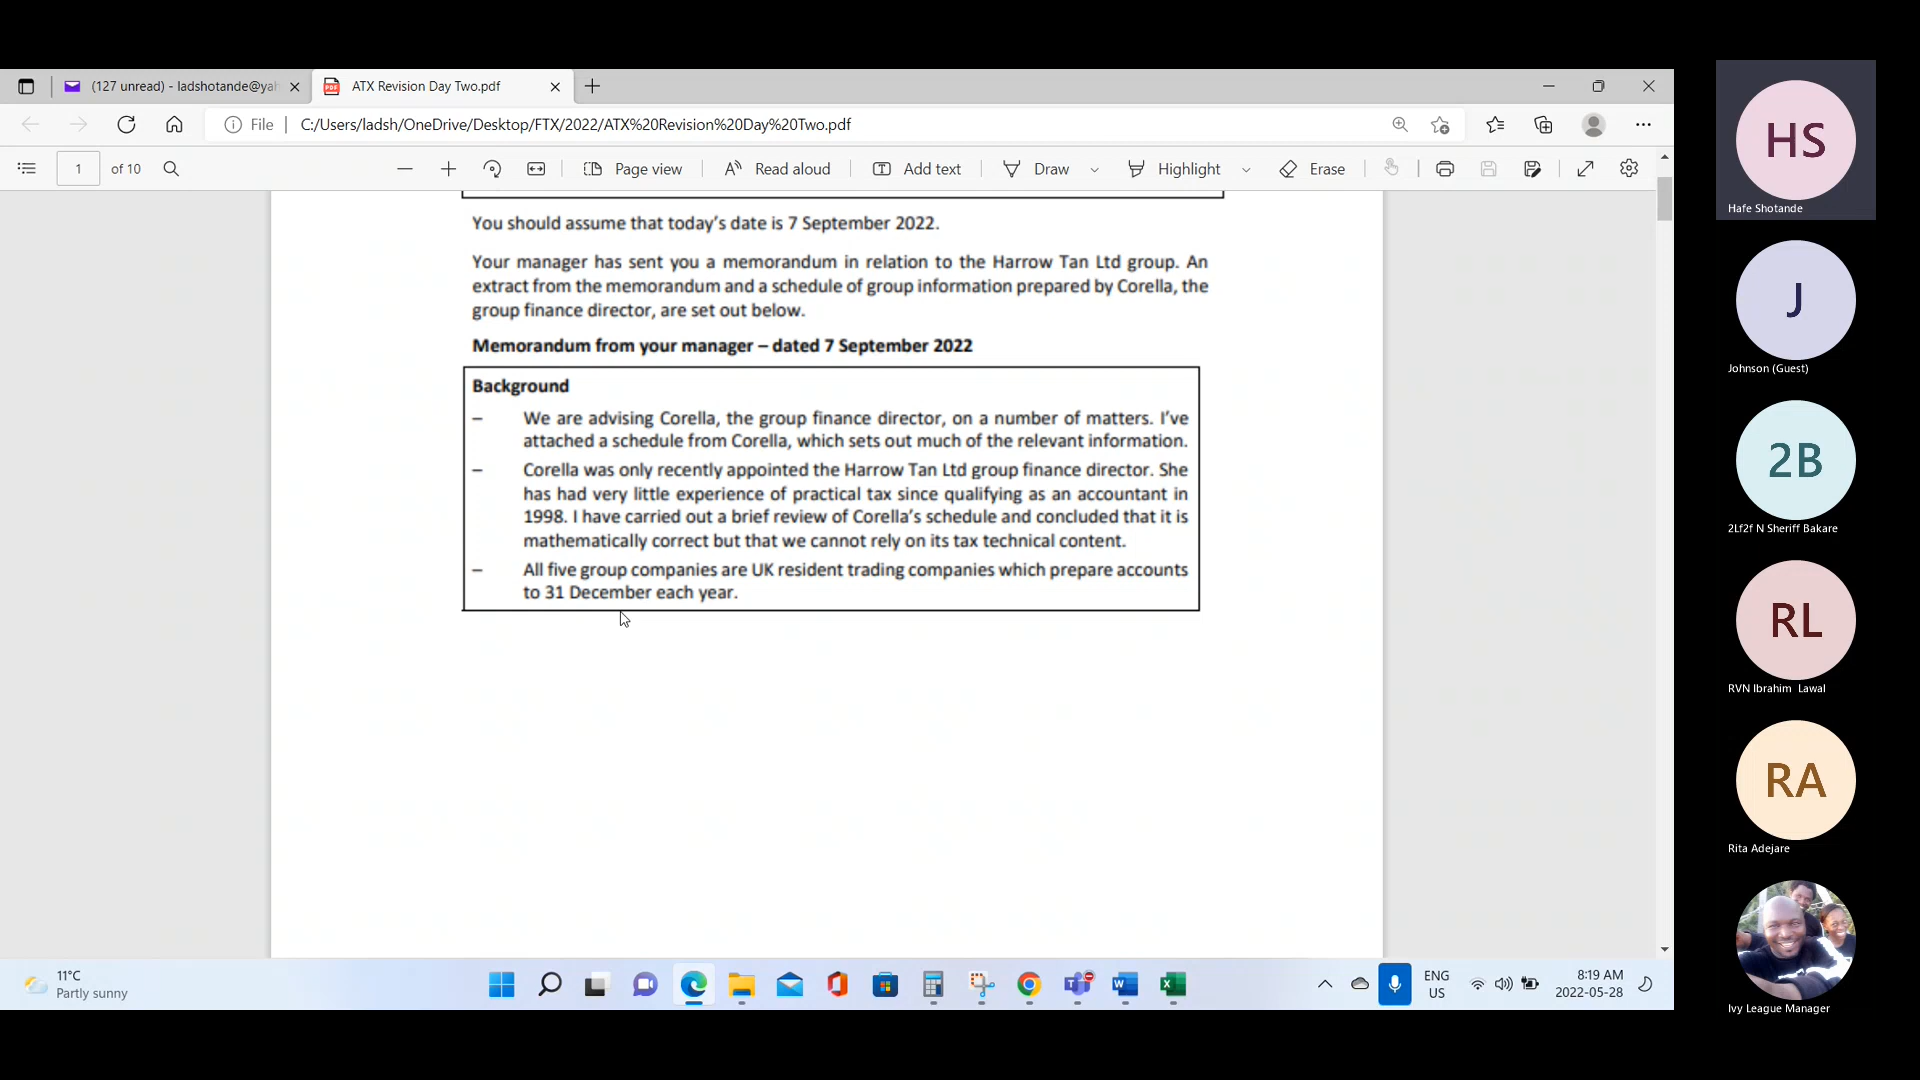 (127 unread) - ladshotande@yah
ATX Revision Day Two.pdf
File
C:/Users/ladsh/OneDrive/Desktop/FTX/2022/ATX%20Revision%20Day%20Two.pdf
1
of 10
Page view
Read aloud
Add text
Draw
Highlight
Erase
You should assume that today's date is 7 September 2022.
Your manager has sent you a memorandum in relation to the Harrow Tan Ltd group. An
extract from the memorandum and a schedule of group information prepared by Corella, the
group finance director, are set out below.
Memorandum from your manager – dated 7 September 2022
Background
– We are advising Corella, the group finance director, on a number of matters. I've
attached a schedule from Corella, which sets out much of the relevant information.
– Corella was only recently appointed the Harrow Tan Ltd group finance director. She
has had very little experience of practical tax since qualifying as an accountant in
1998. I have carried out a brief review of Corella's schedule and concluded that it is
mathematically correct but that we cannot rely on its tax technical content.
– All five group companies are UK resident trading companies which prepare accounts
to 31 December each year.
11°C
Partly sunny
ENG
US
8:19 AM
2022-05-28
HS
Hafe Shotande
J
Johnson (Guest)
2B
2Lf2f N Sheriff Bakare
RL
RVN Ibrahim Lawal
RA
Rita Adejare
Ivy League Manager